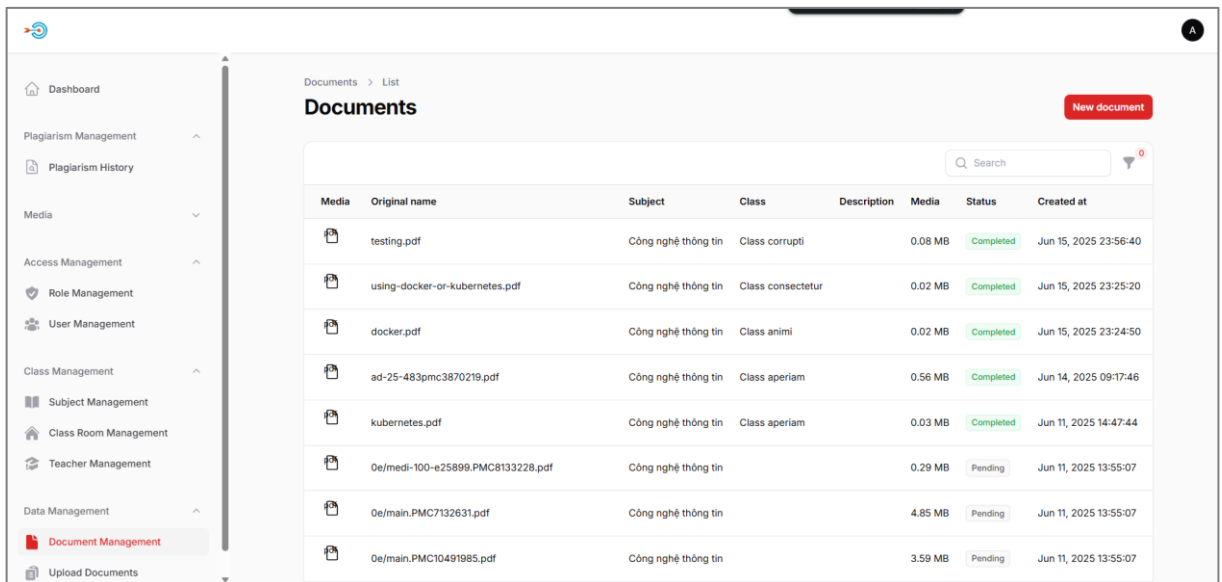 A
Dashboard
Plagiarism Management
Plagiarism History
Media
Access Management
Role Management
User Management
Class Management
Subject Management
Class Room Management
Teacher Management
Data Management
Document Management
Upload Documents
Documents > List
Documents
New document
Search
0
Media Original name Subject Class Description Media Status Created at
pdf testing.pdf Công nghệ thông tin Class corrupti 0.08 MB Completed Jun 15, 2025 23:56:40
pdf using-docker-or-kubernetes.pdf Công nghệ thông tin Class consectetur 0.02 MB Completed Jun 15, 2025 23:25:20
pdf docker.pdf Công nghệ thông tin Class animi 0.02 MB Completed Jun 15, 2025 23:24:50
pdf ad-25-483pmc3870219.pdf Công nghệ thông tin Class aperiam 0.56 MB Completed Jun 14, 2025 09:17:46
pdf kubernetes.pdf Công nghệ thông tin Class aperiam 0.03 MB Completed Jun 11, 2025 14:47:44
pdf 0e/medi-100-e25899.PMC8133228.pdf Công nghệ thông tin 0.29 MB Pending Jun 11, 2025 13:55:07
pdf 0e/main.PMC7132631.pdf Công nghệ thông tin 4.85 MB Pending Jun 11, 2025 13:55:07
pdf 0e/main.PMC10491985.pdf Công nghệ thông tin 3.59 MB Pending Jun 11, 2025 13:55:07